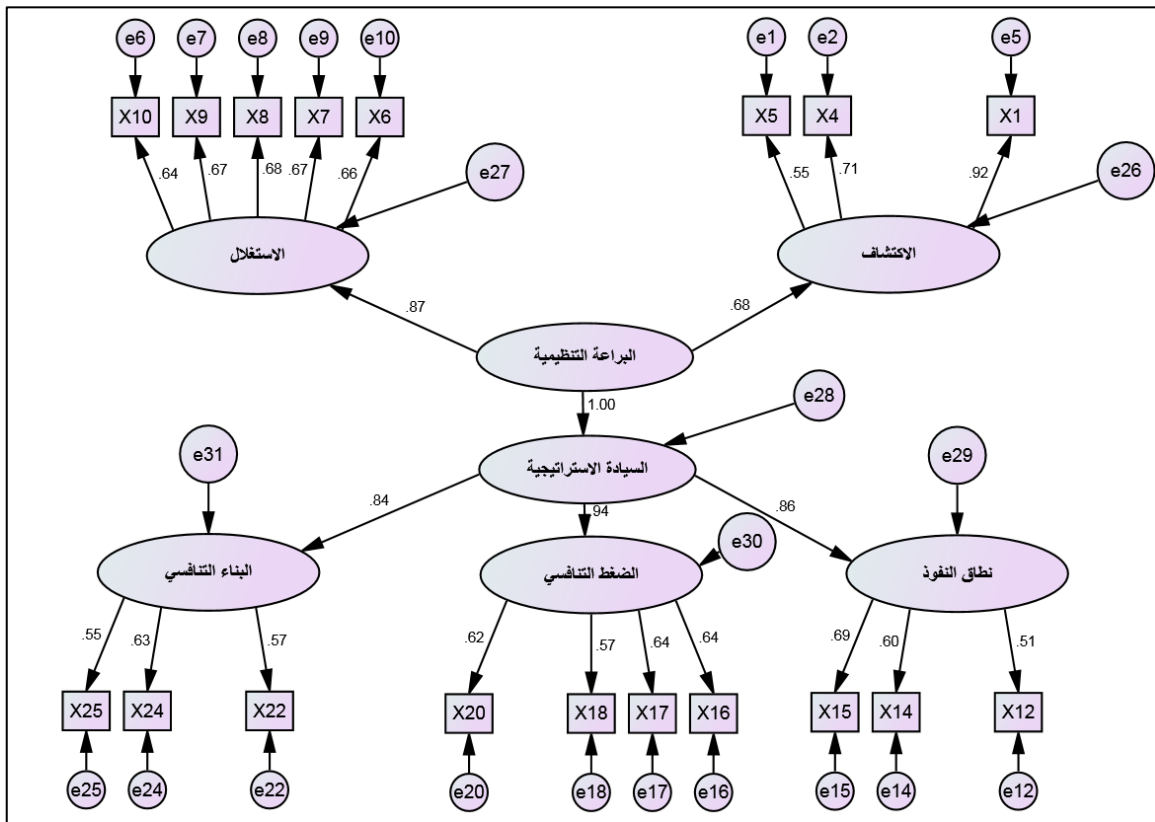 e6
e7
e8
e9
e10
e1
e2
e5
X10
X9
X8
X7
X6
X5
X4
X1
.64
.67
.68
.67
.66
.55
.71
.92
e27
e26
الاستغلال
الاكتشاف
.87
.68
البراعة التنظيمية
1.00
e28
السيادة الاستراتيجية
e31
e29
.84
.94
.86
e30
البناء التنافسي
الضغط التنافسي
نطاق النفوذ
.55
.63
.57
.62
.57
.64
.64
.69
.60
.51
X25
X24
X22
X20
X18
X17
X16
X15
X14
X12
e25
e24
e22
e20
e18
e17
e16
e15
e14
e12